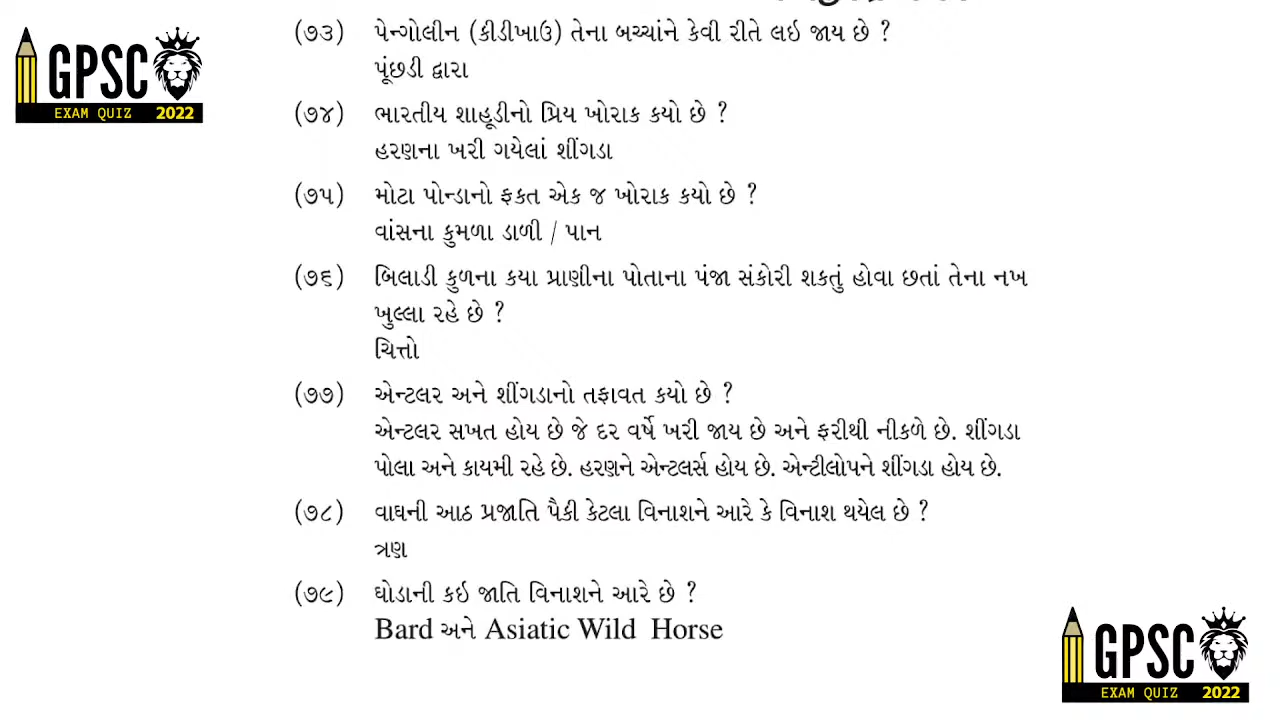 GPSC
EXAM QUIZ 2022
(૭૩) પેન્ગોલીન (કીડીખાઉ) તેના બચ્ચાંને કેવી રીતે લઇ જાય છે ?
પૂંછડી દ્વારા
(૭૪) ભારતીય શાહૂડીનો પ્રિય ખોરાક કયો છે ?
હરણના ખરી ગયેલાં શીંગડા
(૭૫) મોટા પોન્ડાનો ફકત એક જ ખોરાક કયો છે ?
વાંસના કુમળા ડાળી / પાન
(૭૬) બિલાડી કુળના કયા પ્રાણીના પોતાના પંજા સંકોરી શકતું હોવા છતાં તેના નખ
ખુલ્લા રહે છે ?
ચિત્તો
(૭૭) એન્ટલર અને શીંગડાનો તફાવત કયો છે ?
એન્ટલર સખત હોય છે જે દર વર્ષે ખરી જાય છે અને ફરીથી નીકળે છે. શીંગડા
પોલા અને કાયમી રહે છે. હરણને એન્ટલર્સ હોય છે. એન્ટીલોપને શીંગડા હોય છે.
(૭૮) વાઘની આઠ પ્રજાતિ પૈકી કેટલા વિનાશને આરે કે વિનાશ થયેલ છે ?
ત્રણ
(૭૯) ઘોડાની કઇ જાતિ વિનાશને આરે છે ?
Bard અને Asiatic Wild Horse
GPSC
EXAM QUIZ 2022